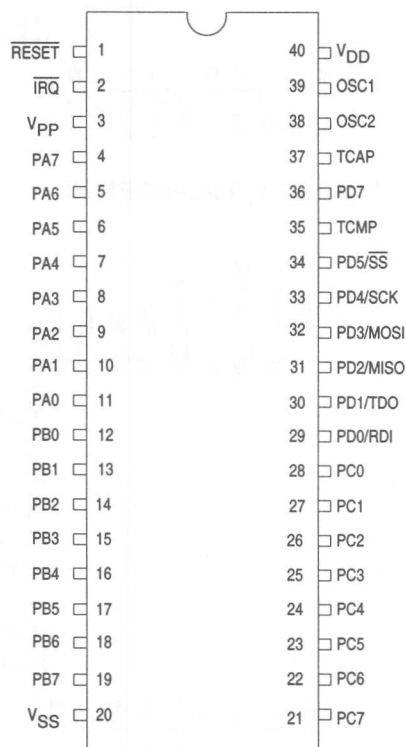 RESET 1 40 VDD
IRQ 2 39 OSC1
VPP 3 38 OSC2
PA7 4 37 TCAP
PA6 5 36 PD7
PA5 6 35 TCMP
PA4 7 34 PD5/SS
PA3 8 33 PD4/SCK
PA2 9 32 PD3/MOSI
PA1 10 31 PD2/MISO
PA0 11 30 PD1/TDO
PB0 12 29 PD0/RDI
PB1 13 28 PC0
PB2 14 27 PC1
PB3 15 26 PC2
PB4 16 25 PC3
PB5 17 24 PC4
PB6 18 23 PC5
PB7 19 22 PC6
VSS 20 21 PC7